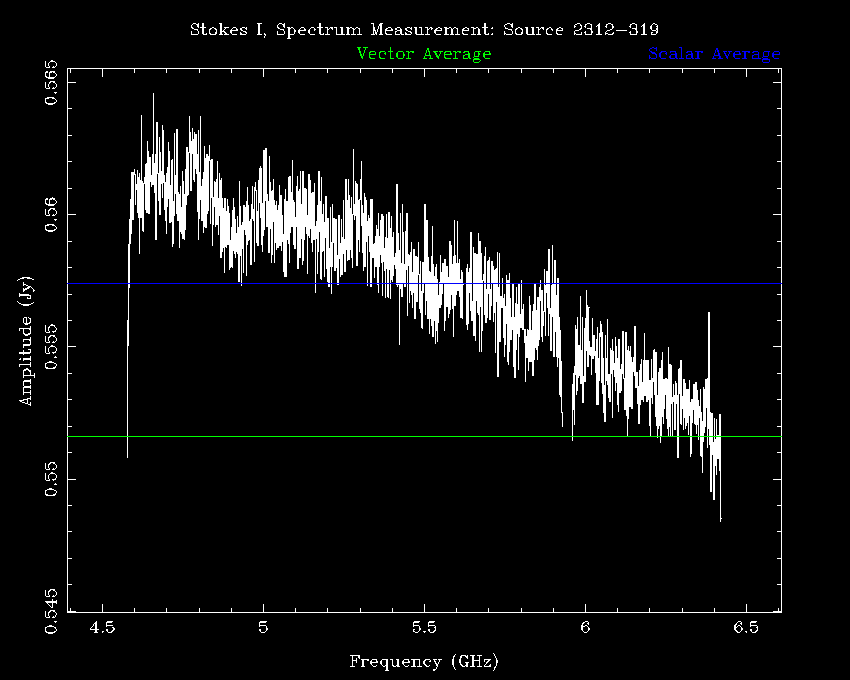 Stokes I, Spectrum Measurement: Source 2312−319
Vector Average Scalar Average
0.565
0.56
0.555
0.55
0.545
Amplitude (Jy)
4.5 5 5.5 6 6.5
Frequency (GHz)